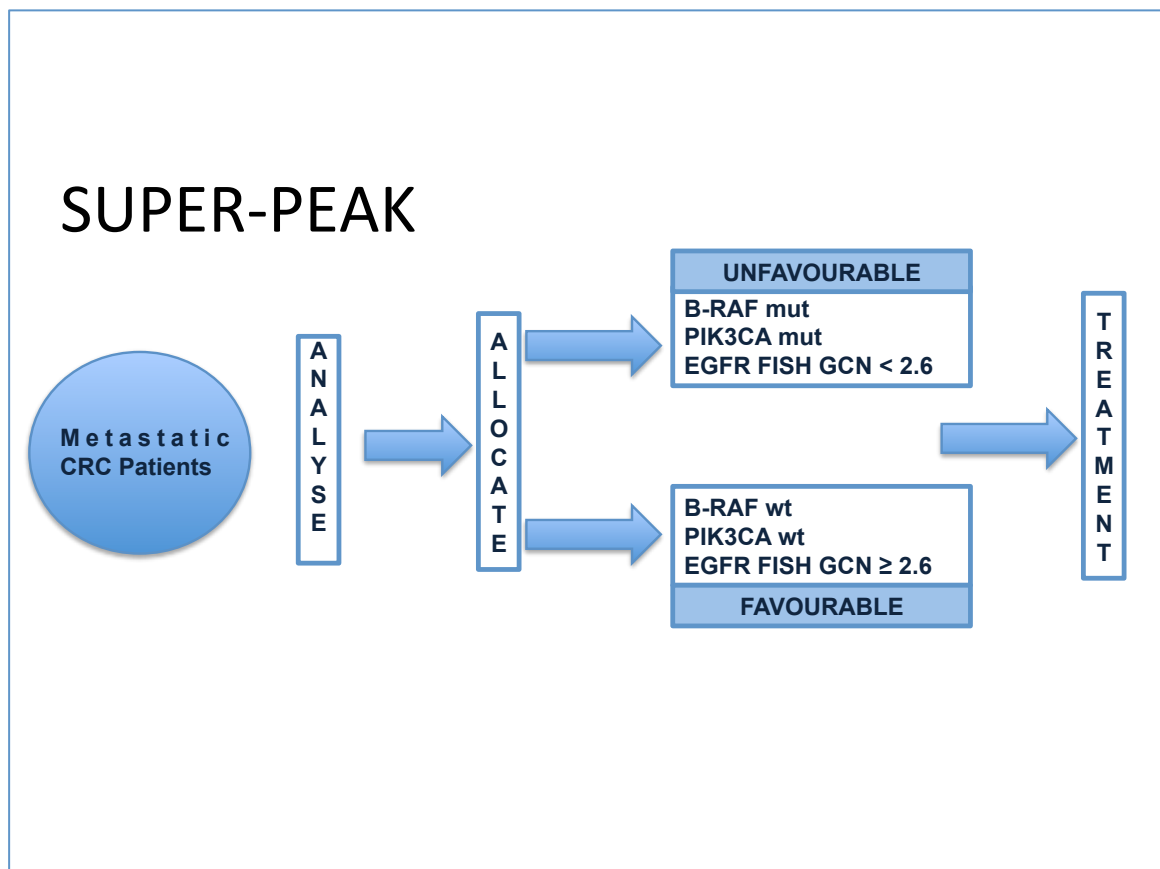 SUPER-PEAK
Metastatic
CRC Patients
ANALYSE
ALLOCATE
UNFAVOURABLE
B-RAF mut
PIK3CA mut
EGFR FISH GCN < 2.6
B-RAF wt
PIK3CA wt
EGFR FISH GCN ≥ 2.6
FAVOURABLE
TREATMENT